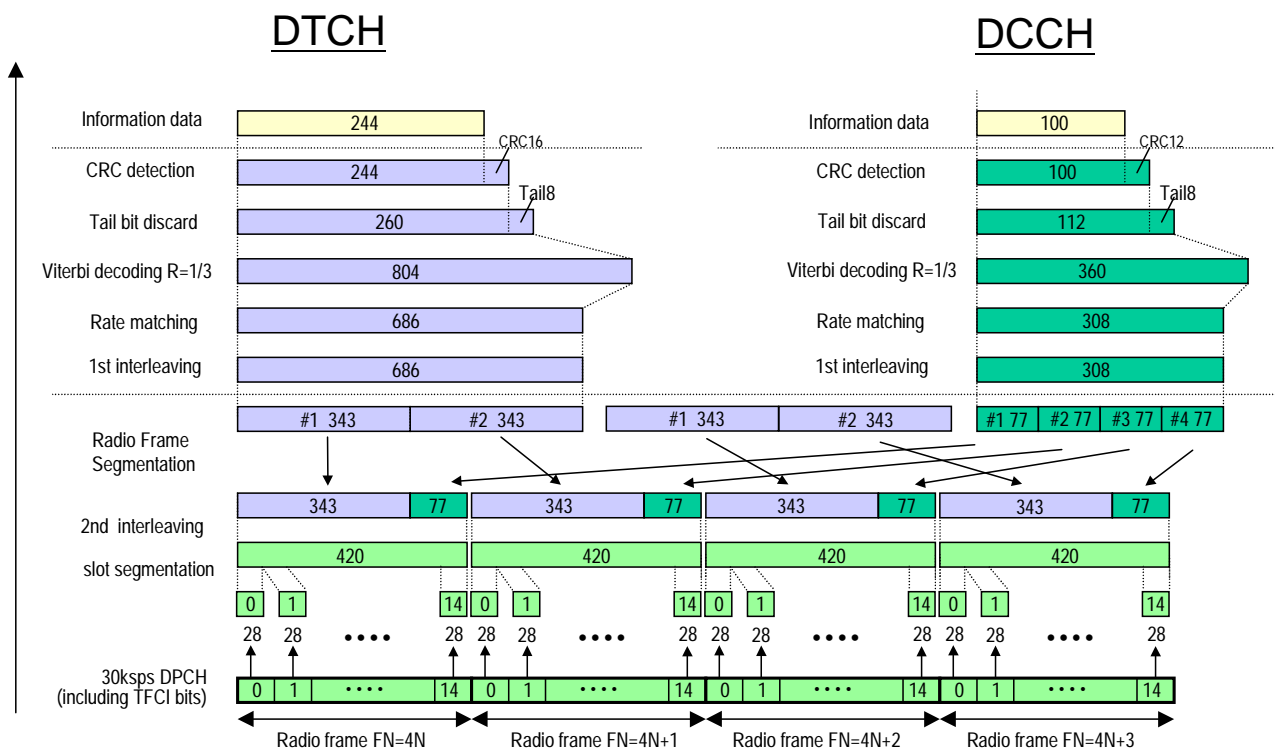 DTCH DCCH
Information data 244 Information data 100
CRC16 CRC12
CRC detection 244 CRC detection 100
Tail8 Tail8
Tail bit discard 260 Tail bit discard 112
Viterbi decoding R=1/3 804 Viterbi decoding R=1/3 360
Rate matching 686 Rate matching 308
1st interleaving 686 1st interleaving 308
#1 343 #2 343 #1 343 #2 343 #1 77 #2 77 #3 77 #4 77
Radio Frame
Segmentation
343 77 343 77 343 77 343 77
2nd interleaving
420 420 420 420
slot segmentation
0 1 14 0 1 14 0 1 14 0 1 14
28 28 •••• 28 28 28 •••• 28 28 28 •••• 28 28 28 •••• 28
30ksps DPCH
(including TFCI bits)
0 1 •••• 14 0 1 •••• 14 0 1 •••• 14 0 1 •••• 14
Radio frame FN=4N Radio frame FN=4N+1 Radio frame FN=4N+2 Radio frame FN=4N+3